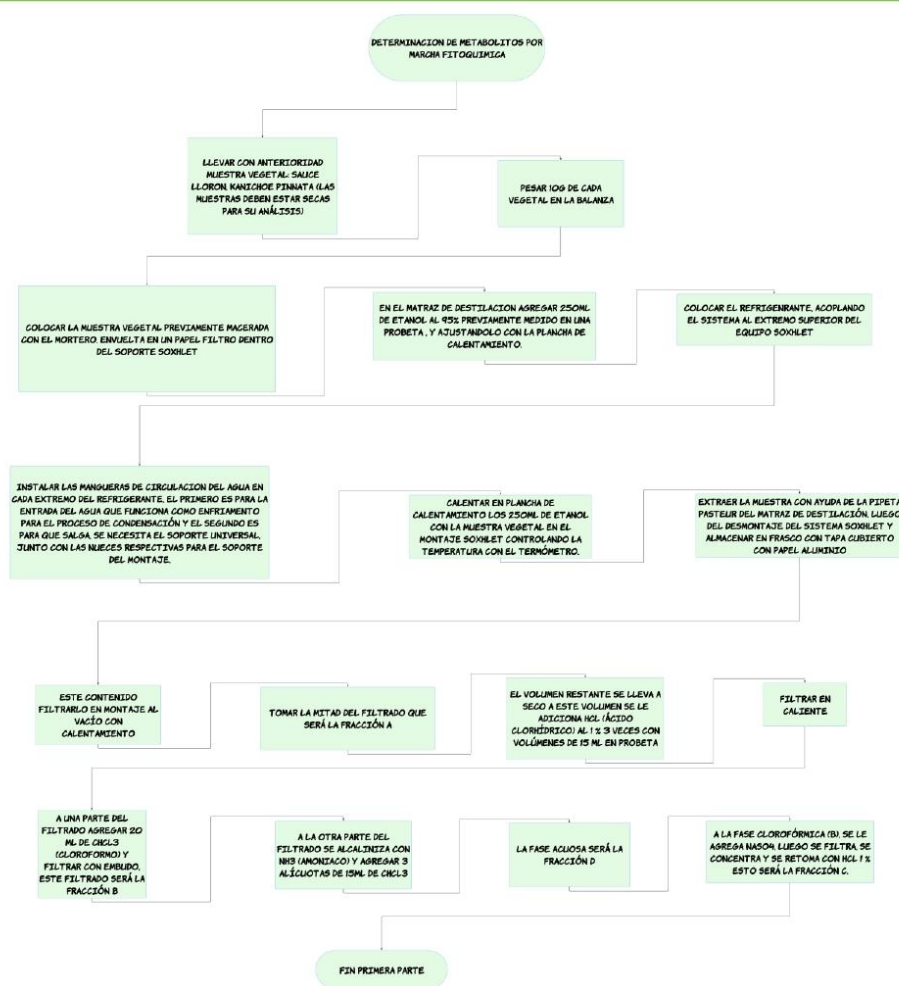 DETERMINACION DE METABOLITOS POR
MARCHA FITOQUIMICA
LLEVAR CON ANTERIORIDAD
MUESTRA VEGETAL: SAUCE
LLORON, KANICHOE PINNATA (LAS
MUESTRAS DEBEN ESTAR SECAS
PARA SU ANÁLISIS)
PESAR 10G DE CADA
VEGETAL EN LA BALANZA
COLOCAR LA MUESTRA VEGETAL PREVIAMENTE MACERADA
CON EL MORTERO, ENVUELTA EN UN PAPEL FILTRO DENTRO
DEL SOPORTE SOXHLET
EN EL MATRAZ DE DESTILACION AGREGAR 250ML
DE ETANOL AL 95% PREVIAMENTE MEDIDO EN UNA
PROBETA , Y AJUSTANDOLO CON LA PLANCHA DE
CALENTAMIENTO.
COLOCAR EL REFRIGENRANTE, ACOPLANDO
EL SISTEMA AL EXTREMO SUPERIOR DEL
EQUIPO SOXHLET
INSTALAR LAS MANGUERAS DE CIRCULACION DEL AGUA EN
CADA EXTREMO DEL REFRIGERANTE, EL PRIMERO ES PARA LA
ENTRADA DEL AGUA QUE FUNCIONA COMO ENFRIAMENTO
PARA EL PROCESO DE CONDENSACIÓN Y EL SEGUNDO ES
PARA QUE SALGA, SE NECESITA EL SOPORTE UNIVERSAL,
JUNTO CON LAS NUECES RESPECTIVAS PARA EL SOPORTE
DEL MONTAJE.
CALENTAR EN PLANCHA DE
CALENTAMIENTO LOS 250ML DE ETANOL
CON LA MUESTRA VEGETAL EN EL
MONTAJE SOXHLET CONTROLANDO LA
TEMPERATURA CON EL TERMÓMETRO.
EXTRAER LA MUESTRA CON AYUDA DE LA PIPETA
PASTEUR DEL MATRAZ DE DESTILACIÓN, LUEGO
DEL DESMONTAJE DEL SISTEMA SOXHLET Y
ALMACENAR EN FRASCO CON TAPA CUBIERTO
CON PAPEL ALUMINIO
ESTE CONTENIDO
FILTRARLO EN MONTAJE AL
VACÍO CON
CALENTAMIENTO
TOMAR LA MITAD DEL FILTRADO QUE
SERÁ LA FRACCIÓN A
EL VOLUMEN RESTANTE SE LLEVA A
SECO A ESTE VOLUMEN SE LE
ADICIONA HCL (ÁCIDO
CLORHÍDRICO) AL 1 % 3 VECES CON
VOLÚMENES DE 15 ML EN PROBETA
FILTRAR EN
CALIENTE
A UNA PARTE DEL
FILTRADO AGREGAR 20
ML DE CHCL3
(CLOROFORMO) Y
FILTRAR CON EMBUDO,
ESTE FILTRADO SERÁ LA
FRACCIÓN B
A LA OTRA PARTE DEL
FILTRADO SE ALCALINIZA CON
NH3 (AMONIACO) Y AGREGAR 3
ALÍCUOTAS DE 15ML DE CHCL3
LA FASE ACUOSA SERÁ LA
FRACCIÓN D
A LA FASE CLOROFÓRMICA (B), SE LE
AGREGA NASO4, LUEGO SE FILTRA, SE
CONCENTRA Y SE RETOMA CON HCL 1 %
ESTO SERÁ LA FRACCIÓN C.
FIN PRIMERA PARTE